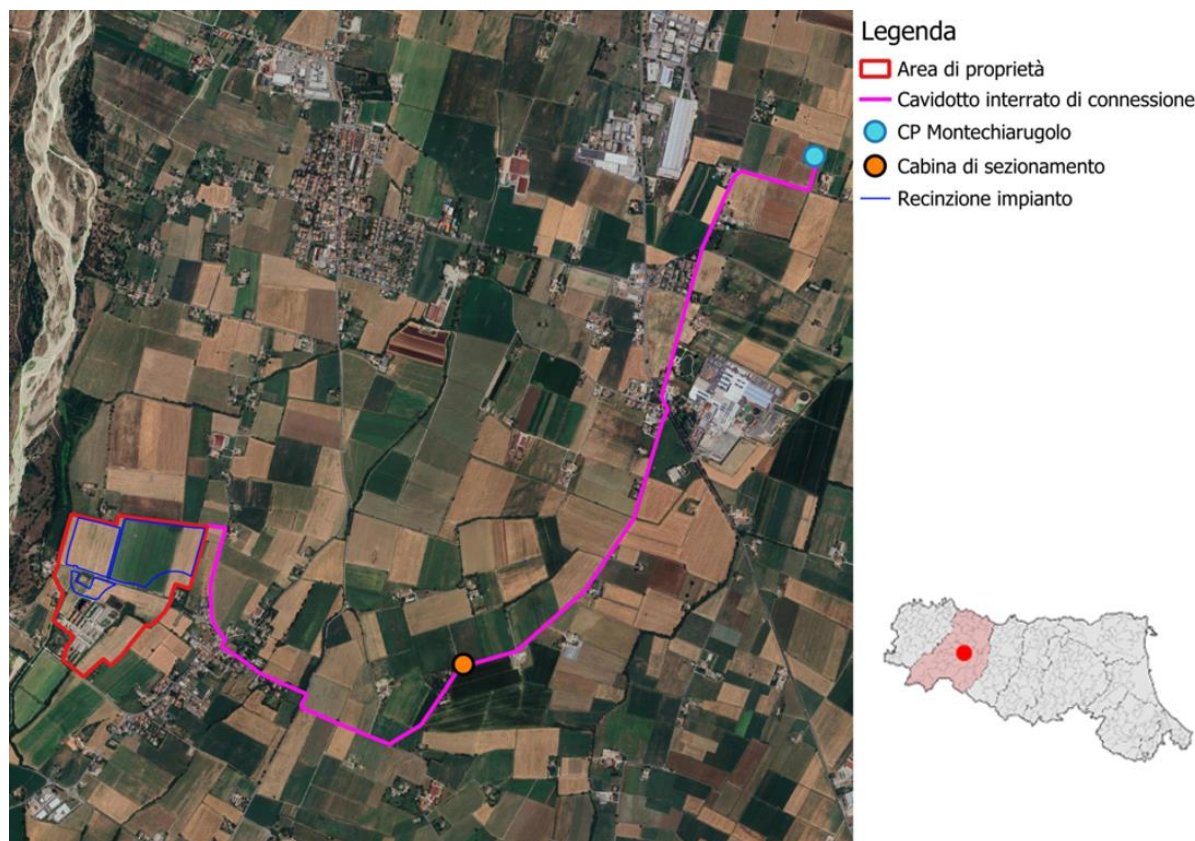 Legenda
Area di proprietà
Cavidotto interrato di connessione
CP Montechiarugolo
Cabina di sezionamento
Recinzione impianto